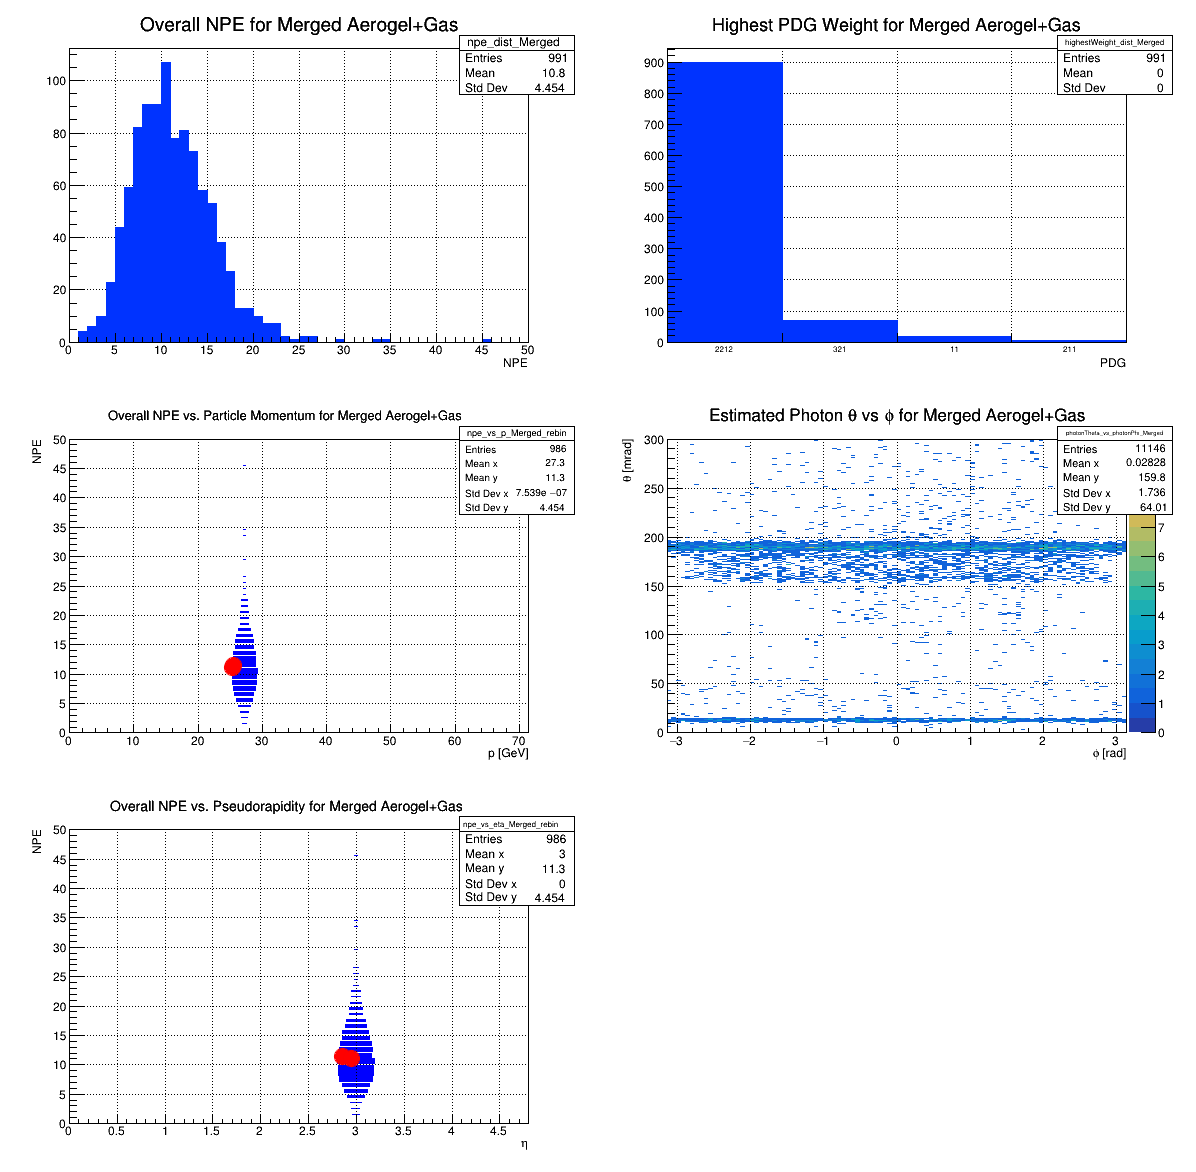 Overall NPE for Merged Aerogel+Gas
npe_dist_Merged
Entries 991
Mean 10.8
Std Dev 4.454
100
80
60
40
20
0
0 5 10 15 20 25 30 35 40 45 50
NPE
Highest PDG Weight for Merged Aerogel+Gas
highestWeight_dist_Merged
Entries 991
Mean 0
Std Dev 0
900
800
700
600
500
400
300
200
100
0
2212 321 11 211
PDG
Overall NPE vs. Particle Momentum for Merged Aerogel+Gas
npe_vs_p_Merged_rebin
Entries 986
Mean x 27.3
Mean y 11.3
Std Dev x 7.539e −07
Std Dev y 4.454
NPE
50
45
40
35
30
25
20
15
10
5
0
0 10 20 30 40 50 60 70
p [GeV]
Estimated Photon θ vs ϕ for Merged Aerogel+Gas
photonTheta_vs_photonPhi_Merged
Entries 11146
Mean x 0.02828
Mean y 159.8
Std Dev x 1.736
Std Dev y 64.01
θ [mrad]
300
250
200
150
100
50
0
−3 −2 −1 0 1 2 3
ϕ [rad]
7
6
5
4
3
2
1
0
Overall NPE vs. Pseudorapidity for Merged Aerogel+Gas
npe_vs_eta_Merged_rebin
Entries 986
Mean x 3
Mean y 11.3
Std Dev x 0
Std Dev y 4.454
NPE
50
45
40
35
30
25
20
15
10
5
0
0 0.5 1 1.5 2 2.5 3 3.5 4 4.5
η